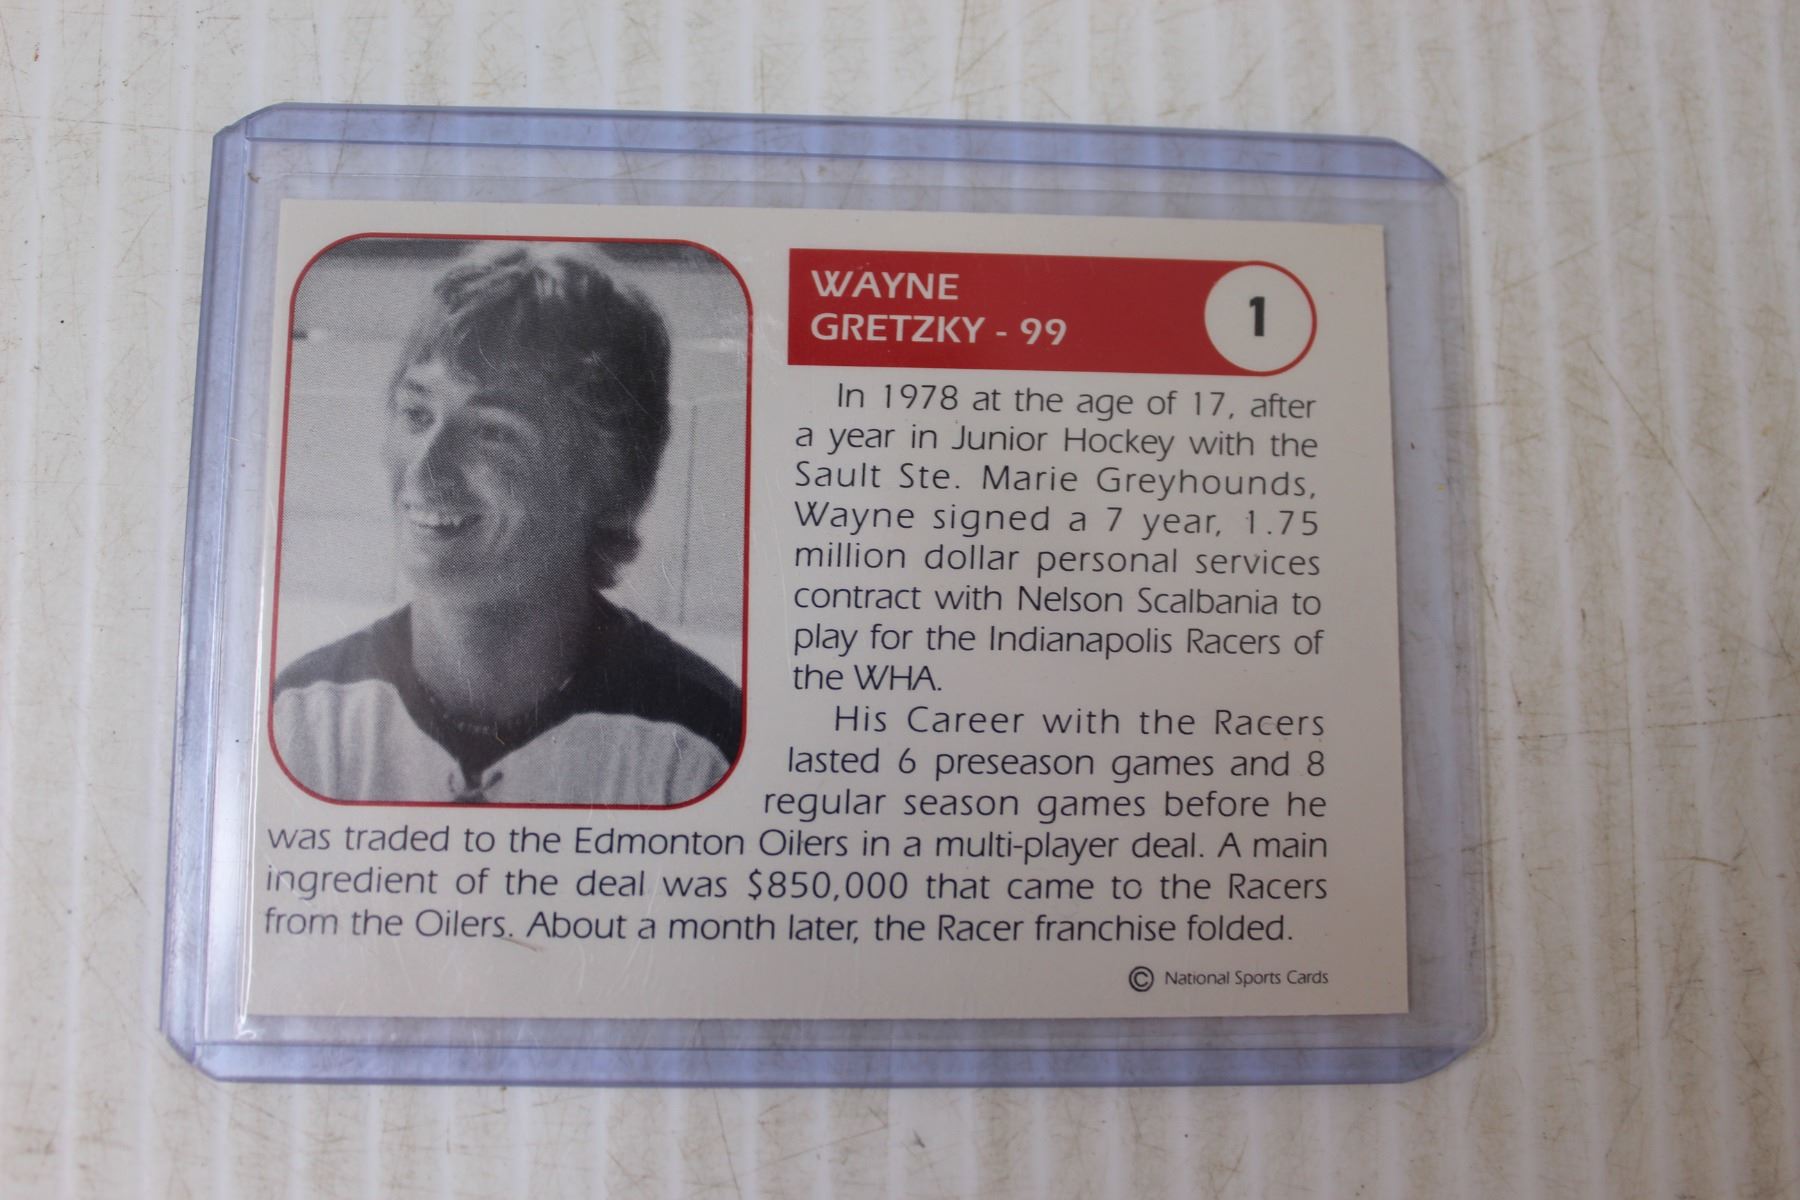 WAYNE
GRETZKY - 99
1
In 1978 at the age of 17, after
a year in Junior Hockey with the
Sault Ste. Marie Greyhounds,
Wayne signed a 7 year, 1.75
million dollar personal services
contract with Nelson Scalbania to
play for the Indianapolis Racers of
the WHA.
His Career with the Racers
lasted 6 preseason games and 8
regular season games before he
was traded to the Edmonton Oilers in a multi-player deal. A main
ingredient of the deal was $850,000 that came to the Racers
from the Oilers. About a month later, the Racer franchise folded.
© National Sports Cards